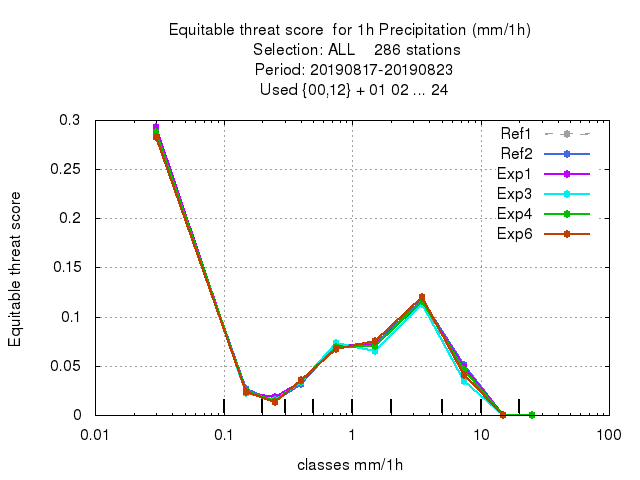 Equitable threat score  for 1h Precipitation (mm/1h)
Selection: ALL    286 stations
Period: 20190817-20190823
Used {00,12} + 01 02 ... 24
Equitable threat score
0.3
0.25
0.2
0.15
0.1
0.05
0
Ref1
Ref2
Exp1
Exp3
Exp4
Exp6
0.01 0.1 1 10 100
classes mm/1h